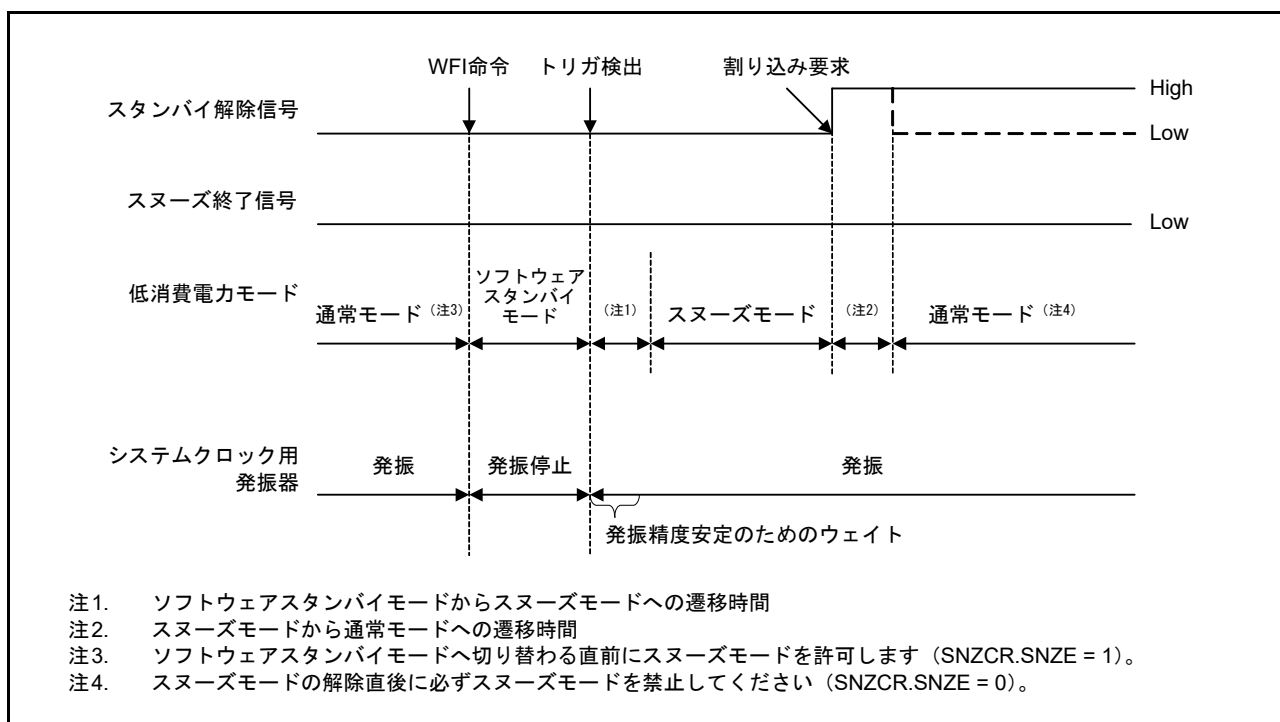 WFI命令 トリガ検出 割り込み要求
スタンバイ解除信号 High
Low
スヌーズ終了信号
Low
低消費電力モード
通常モード（注3）
ソフトウェア
スタンバイ
モード
（注1） スヌーズモード （注2） 通常モード（注4）
システムクロック用
発振器
発振 発振停止 発振
発振精度安定のためのウェイト
注1. ソフトウェアスタンバイモードからスヌーズモードへの遷移時間
注2. スヌーズモードから通常モードへの遷移時間
注3. ソフトウェアスタンバイモードへ切り替わる直前にスヌーズモードを許可します（SNZCR.SNZE = 1）。
注4. スヌーズモードの解除直後に必ずスヌーズモードを禁止してください（SNZCR.SNZE = 0）。